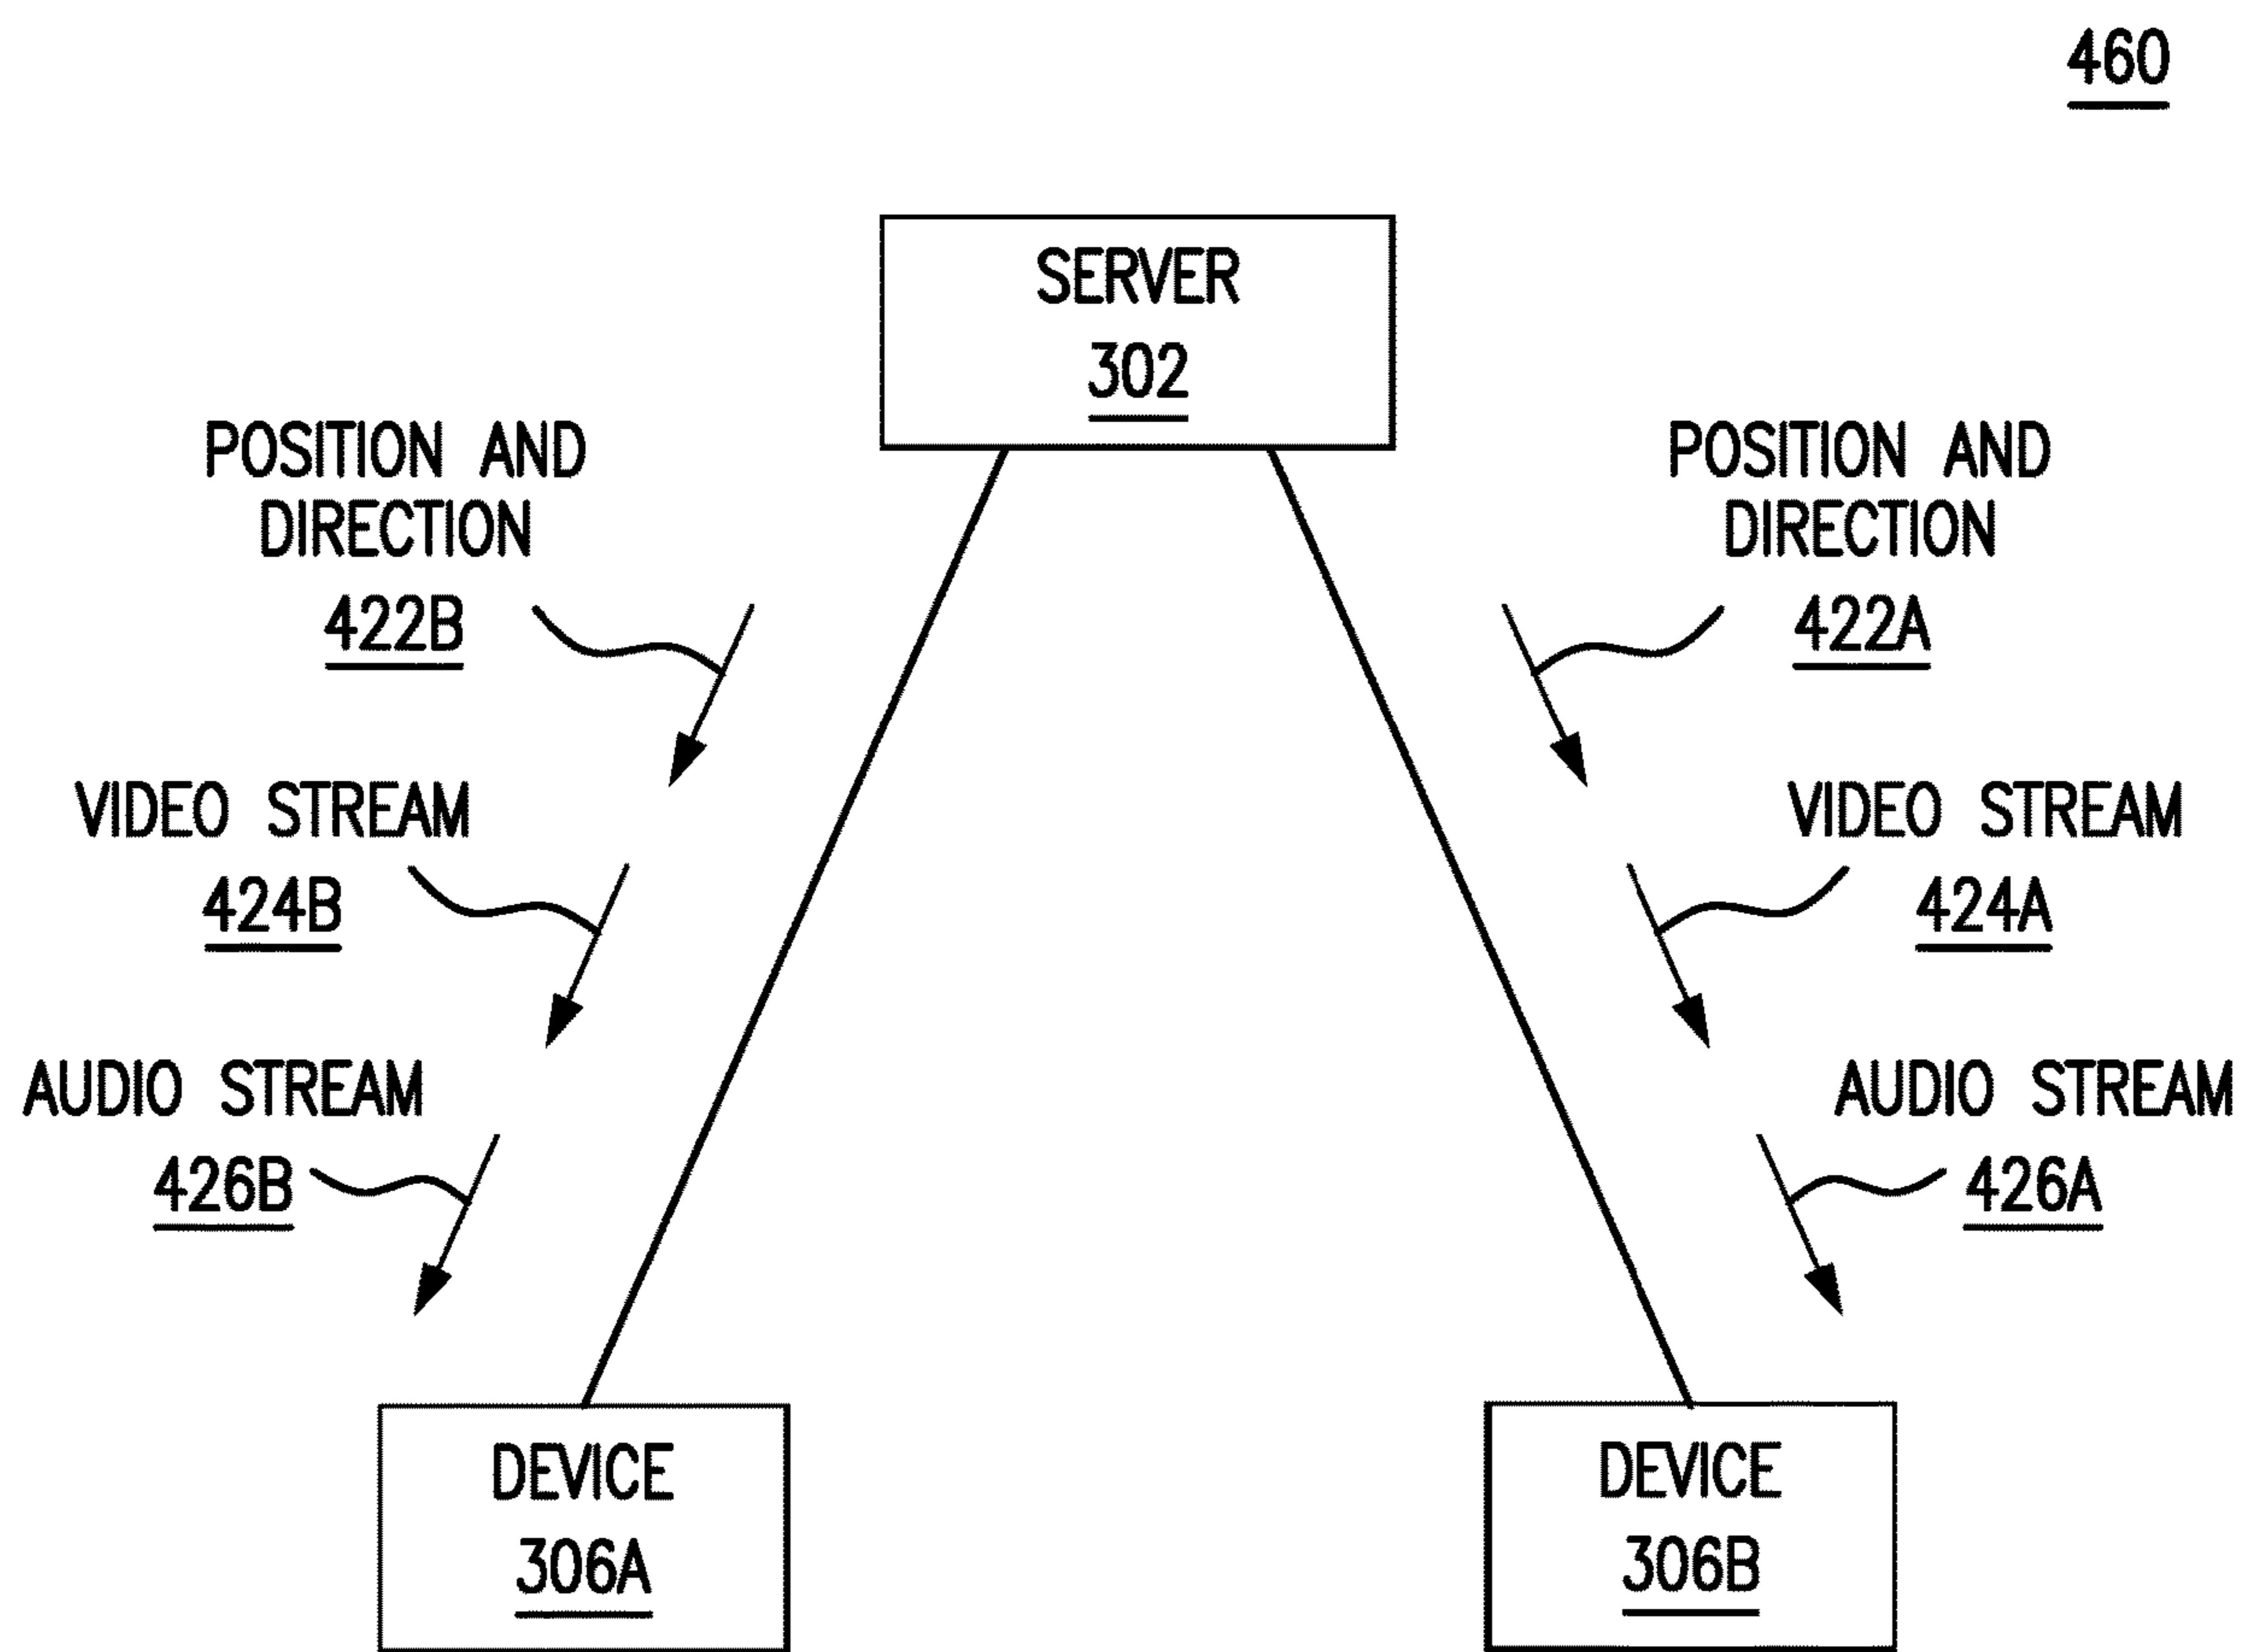 460
SERVER
302
POSITION AND
DIRECTION
422B
POSITION AND
DIRECTION
422A
VIDEO STREAM
424B
VIDEO STREAM
424A
AUDIO STREAM
426B
AUDIO STREAM
426A
DEVICE
306A
DEVICE
306B